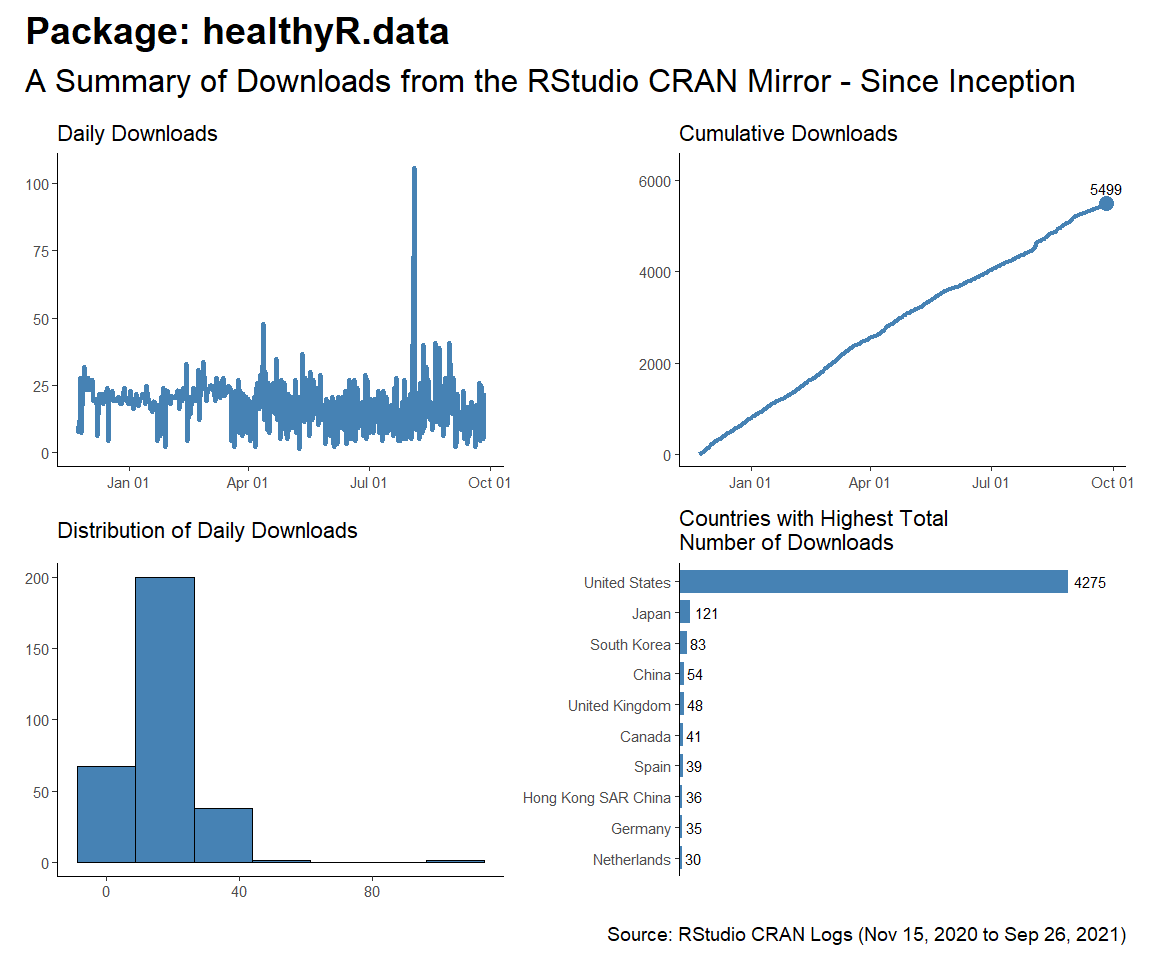 Package: healthyR.data
A Summary of Downloads from the RStudio CRAN Mirror - Since Inception
Daily Downloads
100
75
50
25
0
Jan 01
Apr 01
Jul 01
Oct 01
Cumulative Downloads
6000
4000
2000
0
5499
Jan 01
Apr 01
Jul 01
Oct 01
Distribution of Daily Downloads
200
150
100
50
0
0
40
80
Countries with Highest Total
Number of Downloads
United States 4275
Japan 121
South Korea 83
China 54
United Kingdom 48
Canada 41
Spain 39
Hong Kong SAR China 36
Germany 35
Netherlands 30
Source: RStudio CRAN Logs (Nov 15, 2020 to Sep 26, 2021)